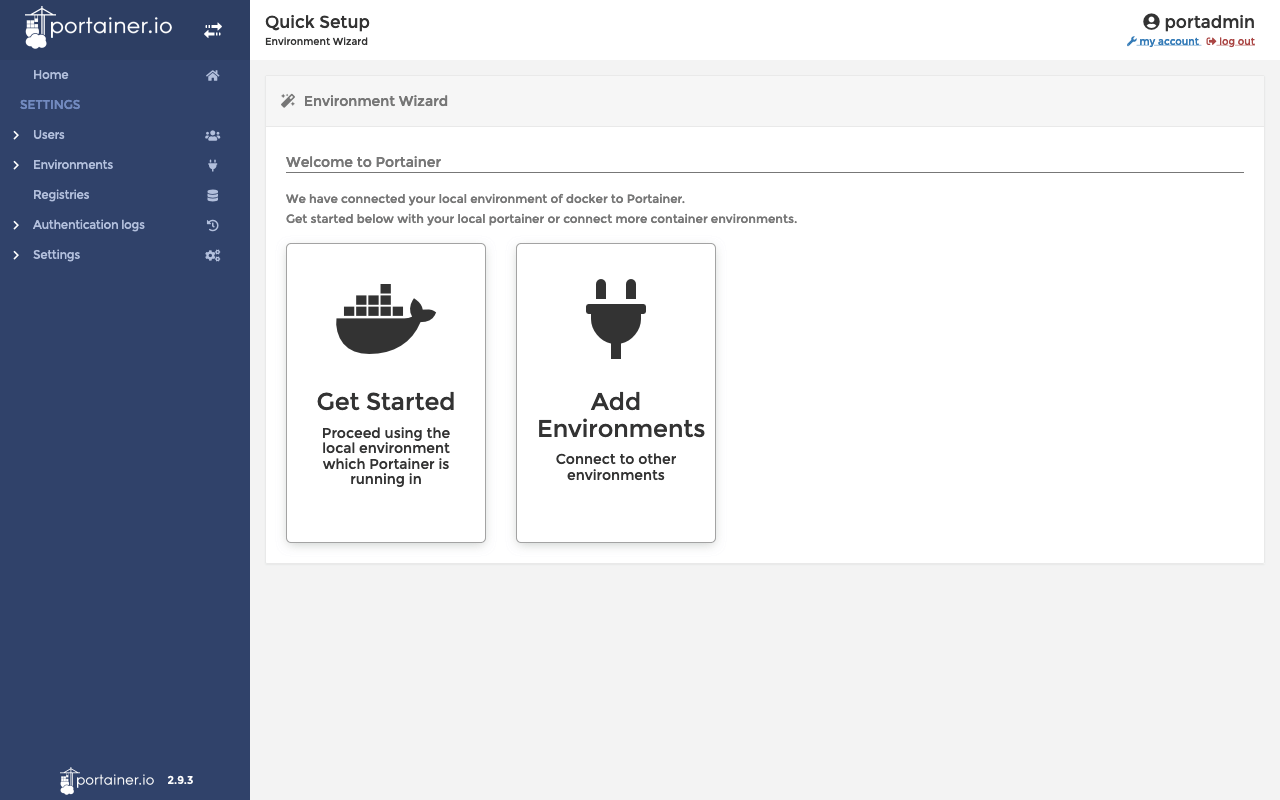 portainer.io
Home
SETTINGS
Users
Environments
Registries
Authentication logs
Settings
portainer.io 2.9.3
Quick Setup
Environment Wizard
portadmin
my account log out
Environment Wizard
Welcome to Portainer
We have connected your local environment of docker to Portainer.
Get started below with your local portainer or connect more container environments.
Get Started
Proceed using the
local environment
which Portainer is
running in
Add
Environments
Connect to other
environments